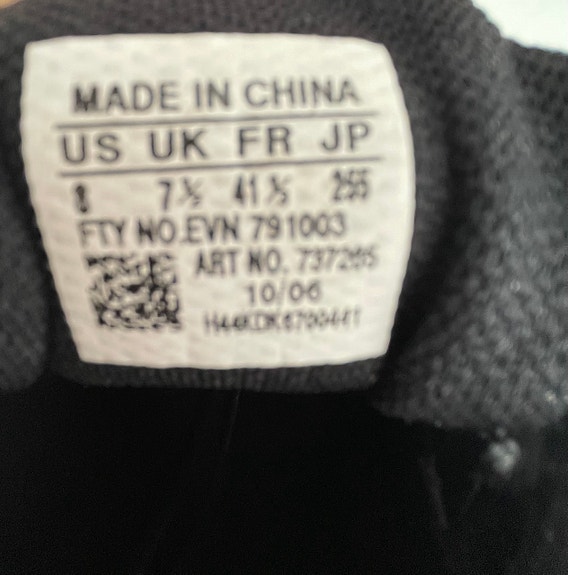 MADE IN CHINA
US UK FR JP
8 7½ 41⅓ 255
FTY NO.EVN 791003
ART NO. 737265
10/06